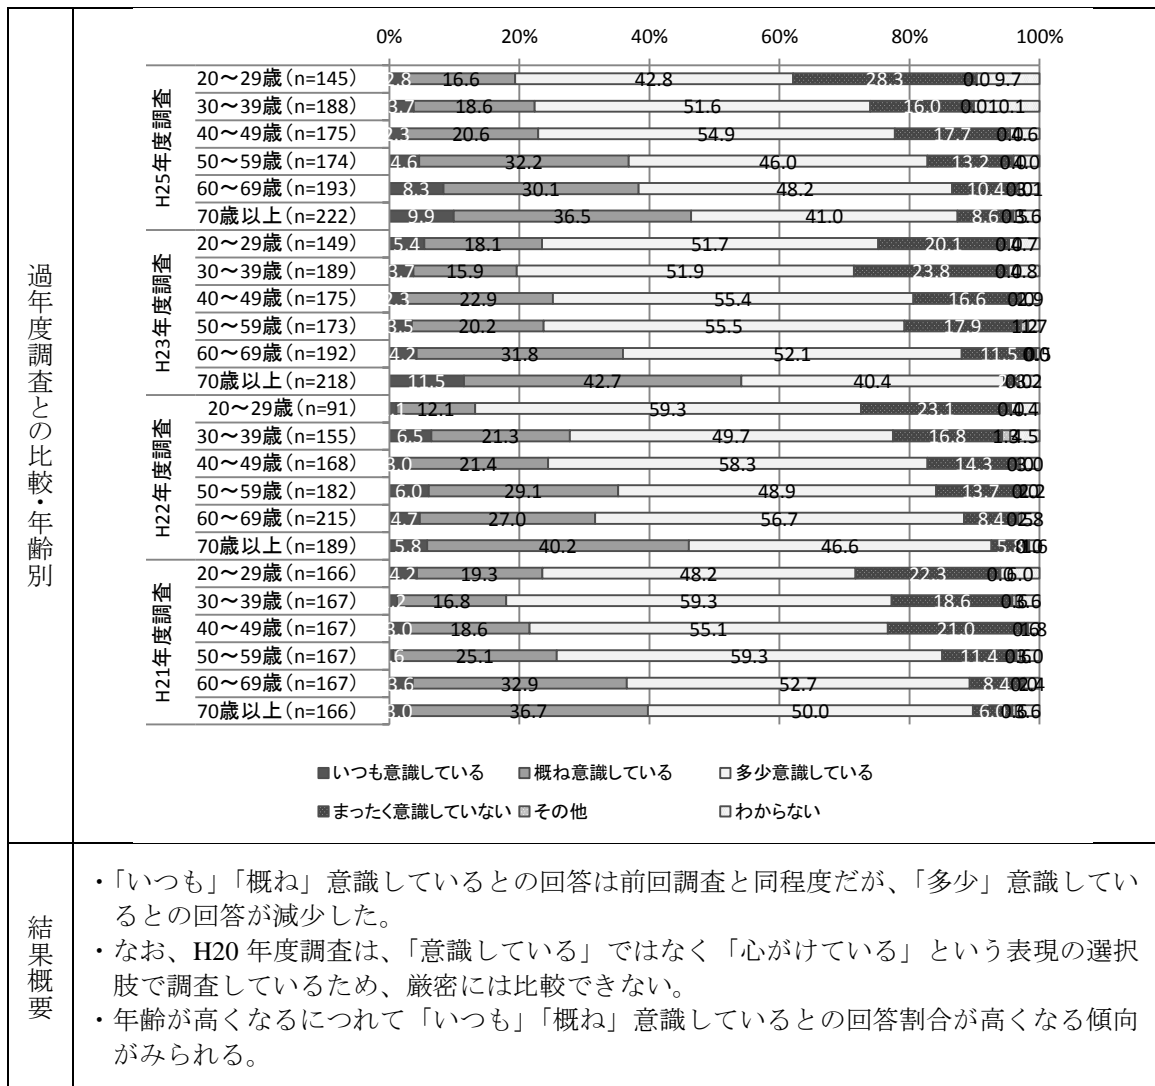 0% 20% 40% 60% 80% 100%
過年度調査との比較・年齢別
H25年度調査
20～29歳(n=145) 2.8 16.6 42.8 28.3 0.0 9.7
30～39歳(n=188) 3.7 18.6 51.6 16.0 0.0 10.1
40～49歳(n=175) 2.3 20.6 54.9 17.7
50～59歳(n=174) 4.6 32.2 46.0 13.2
60～69歳(n=193) 8.3 30.1 48.2 10.4
70歳以上(n=222) 9.9 36.5 41.0 8.6
H23年度調査
20～29歳(n=149) 5.4 18.1 51.7 20.1
30～39歳(n=189) 3.7 15.9 51.9 23.8
40～49歳(n=175) 2.3 22.9 55.4 16.6
50～59歳(n=173) 3.5 20.2 55.5 17.9
60～69歳(n=192) 4.2 31.8 52.1 11.5
70歳以上(n=218) 11.5 42.7 40.4
H22年度調査
20～29歳(n=91) 12.1 59.3 23.1
30～39歳(n=155) 6.5 21.3 49.7 16.8
40～49歳(n=168) 3.0 21.4 58.3 14.3
50～59歳(n=182) 6.0 29.1 48.9 13.7
60～69歳(n=215) 4.7 27.0 56.7 8.4
70歳以上(n=189) 5.8 40.2 46.6
H21年度調査
20～29歳(n=166) 4.2 19.3 48.2 22.3
30～39歳(n=167) 16.8 59.3 18.6
40～49歳(n=167) 3.0 18.6 55.1 21.0
50～59歳(n=167) 25.1 59.3 11.4
60～69歳(n=167) 3.6 32.9 52.7 8.4
70歳以上(n=166) 3.0 36.7 50.0 6.0
■いつも意識している ■概ね意識している □多少意識している
■まったく意識していない □その他 □わからない
結果概要
・「いつも」「概ね」意識しているとの回答は前回調査と同程度だが、「多少」意識してい
るとの回答が減少した。
・なお、H20 年度調査は、「意識している」ではなく「心がけている」という表現の選択
肢で調査しているため、厳密には比較できない。
・年齢が高くなるにつれて「いつも」「概ね」意識しているとの回答割合が高くなる傾向
がみられる。